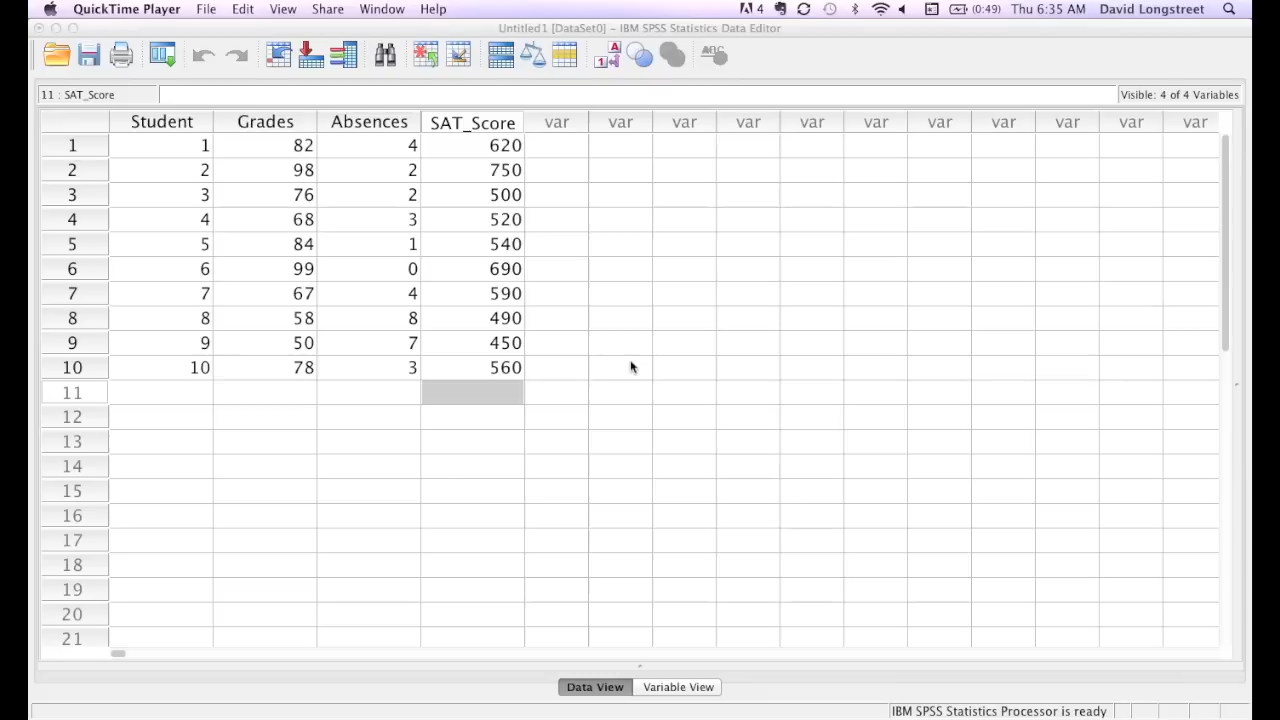 QuickTime Player File Edit View Share Window Help 4 (0:49) Thu 6:35 AM David Longstreet
Untitled1 [DataSet0] – IBM SPSS Statistics Data Editor
A 1 4 ABC
11 : SAT_Score Visible: 4 of 4 Variables
Student Grades Absences SAT_Score var var var var var var var var var var var
1 1 82 4 620
2 2 98 2 750
3 3 76 2 500
4 4 68 3 520
5 5 84 1 540
6 6 99 0 690
7 7 67 4 590
8 8 58 8 490
9 9 50 7 450
10 10 78 3 560
11
12
13
14
15
16
17
18
19
20
21
Data View Variable View
IBM SPSS Statistics Processor is ready